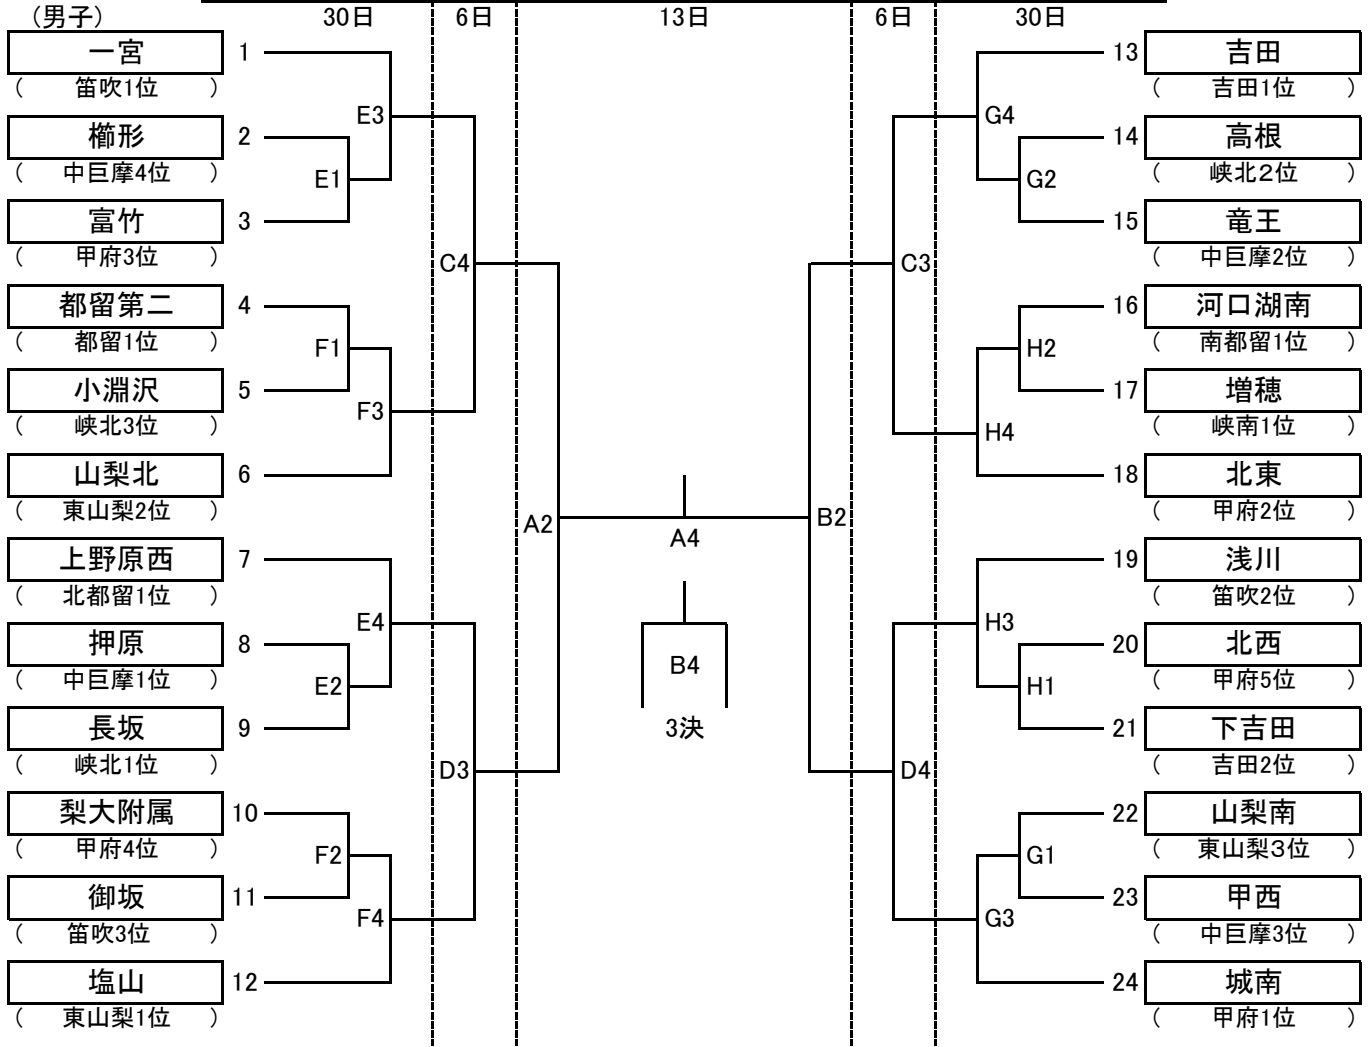 （男子）
30日 6日 13日 6日 30日
一宮 1
（ 笛吹1位 ）
櫛形 2
（ 中巨摩4位 ）
富竹 3
（ 甲府3位 ）
都留第二 4
（ 都留1位 ）
小淵沢 5
（ 峡北3位 ）
山梨北 6
（ 東山梨2位 ）
上野原西 7
（ 北都留1位 ）
押原 8
（ 中巨摩1位 ）
長坂 9
（ 峡北1位 ）
梨大附属 10
（ 甲府4位 ）
御坂 11
（ 笛吹3位 ）
塩山 12
（ 東山梨1位 ）
E3
E1
F1
F3
E4
E2
F2
F4
C4
D3
A2
A4
B4
3決
B2
C3
D4
G4
G2
H2
H4
H3
H1
G1
G3
13 吉田
（ 吉田1位 ）
14 高根
（ 峡北２位 ）
15 竜王
（ 中巨摩2位 ）
16 河口湖南
（ 南都留1位 ）
17 増穂
（ 峡南1位 ）
18 北東
（ 甲府2位 ）
19 浅川
（ 笛吹2位 ）
20 北西
（ 甲府5位 ）
21 下吉田
（ 吉田2位 ）
22 山梨南
（ 東山梨３位 ）
23 甲西
（ 中巨摩3位 ）
24 城南
（ 甲府1位 ）